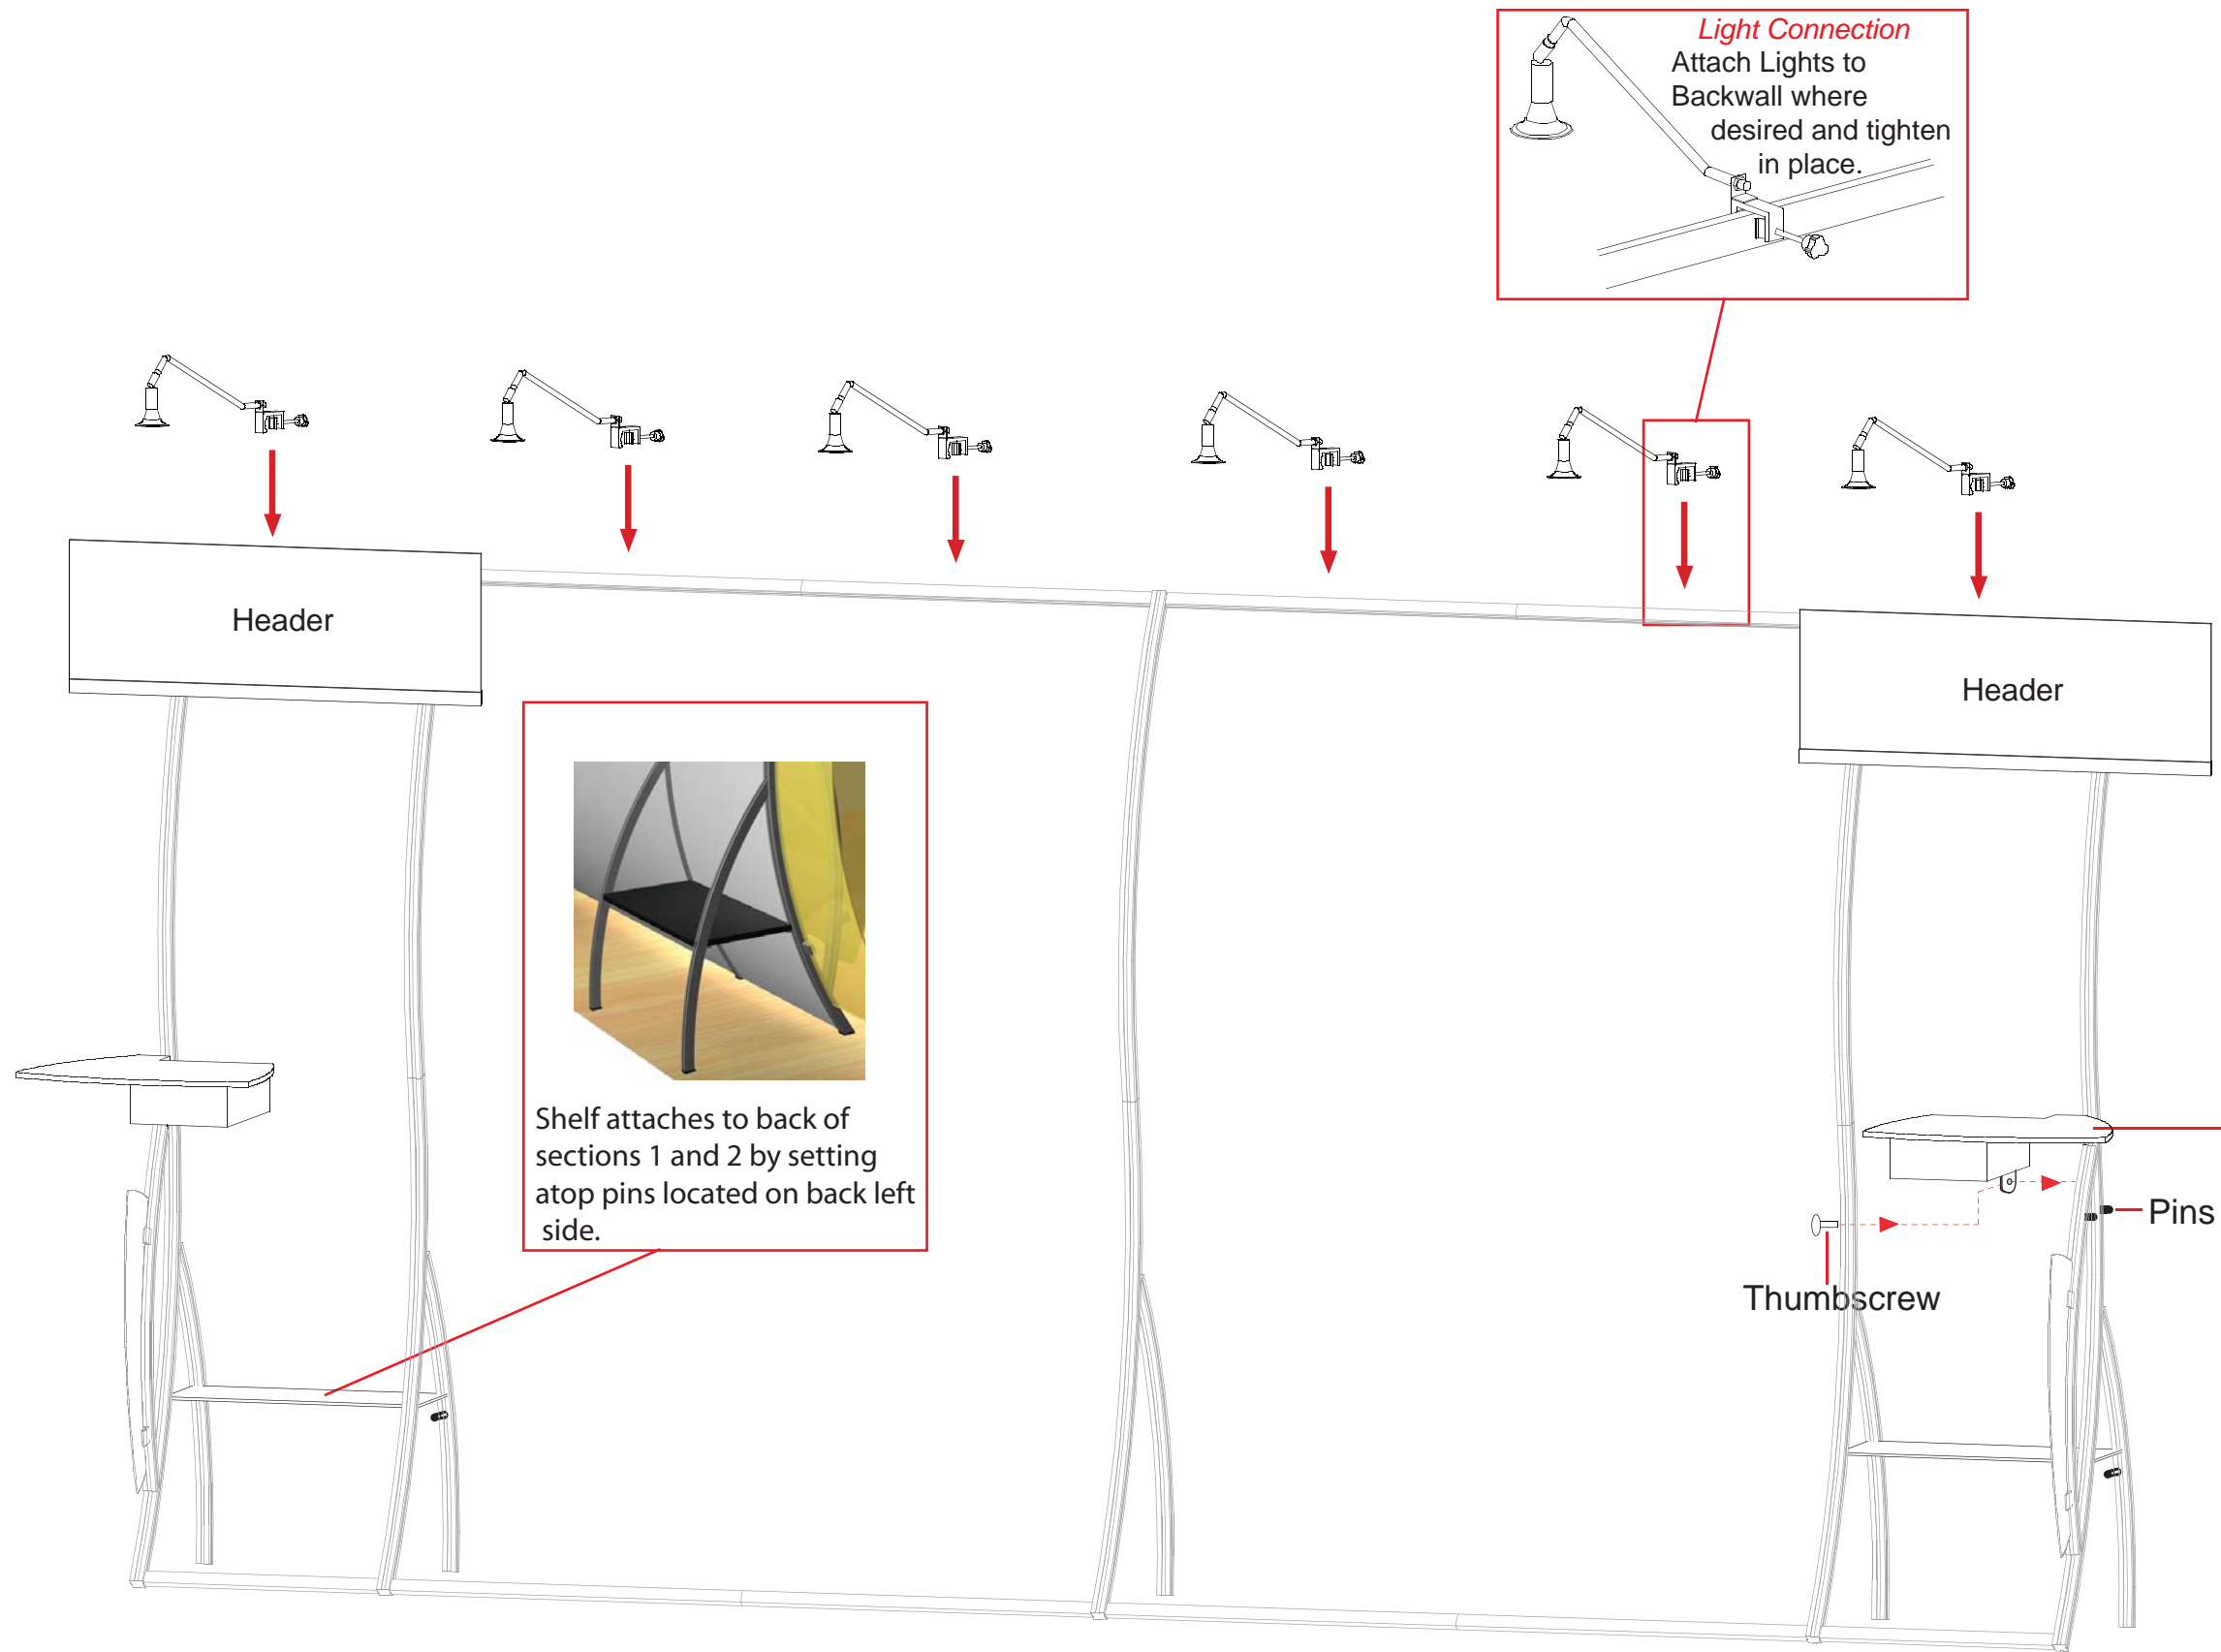 Light Connection
Attach Lights to
Backwall where
desired and tighten
in place.
Header
Header
Shelf attaches to back of
sections 1 and 2 by setting
atop pins located on back left
side.
Pins
Thumbscrew